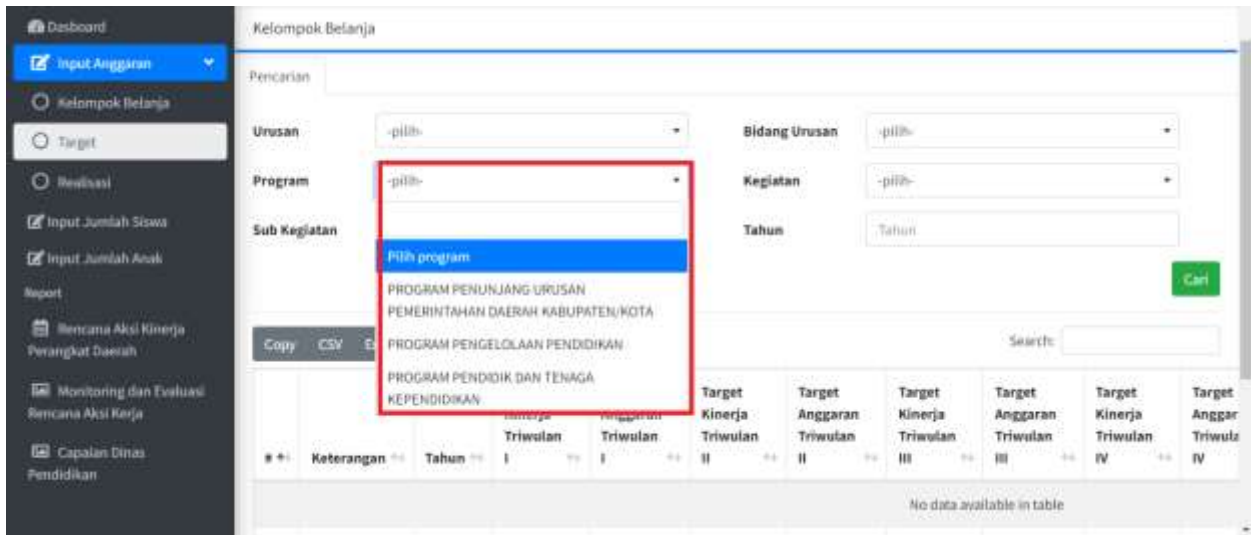 Dasboard
Input Anggaran
Kelompok Belanja
Target
Realisasi
Input Jumlah Siswa
Input Jumlah Anak
Report
Rencana Aksi Kinerja
Perangkat Daerah
Monitoring dan Evaluasi
Rencana Aksi Kerja
Capaian Dinas
Pendidikan
Kelompok Belanja
Pencarian
Urusan -pilih- Bidang Urusan -pilih-
Program -pilih- Kegiatan -pilih-
Sub Kegiatan Tahun Tahun
Pilih program
PROGRAM PENUNJANG URUSAN
PEMERINTAHAN DAERAH KABUPATEN/KOTA
PROGRAM PENGELOLAAN PENDIDIKAN
PROGRAM PENDIDIK DAN TENAGA
KEPENDIDIKAN
Cari
Copy CSV
Search:
# Keterangan Tahun
Kinerja Triwulan I
Anggaran Triwulan I
Target Kinerja Triwulan II
Target Anggaran Triwulan II
Target Kinerja Triwulan III
Target Anggaran Triwulan III
Target Kinerja Triwulan IV
Target Anggar Triwula IV
No data available in table